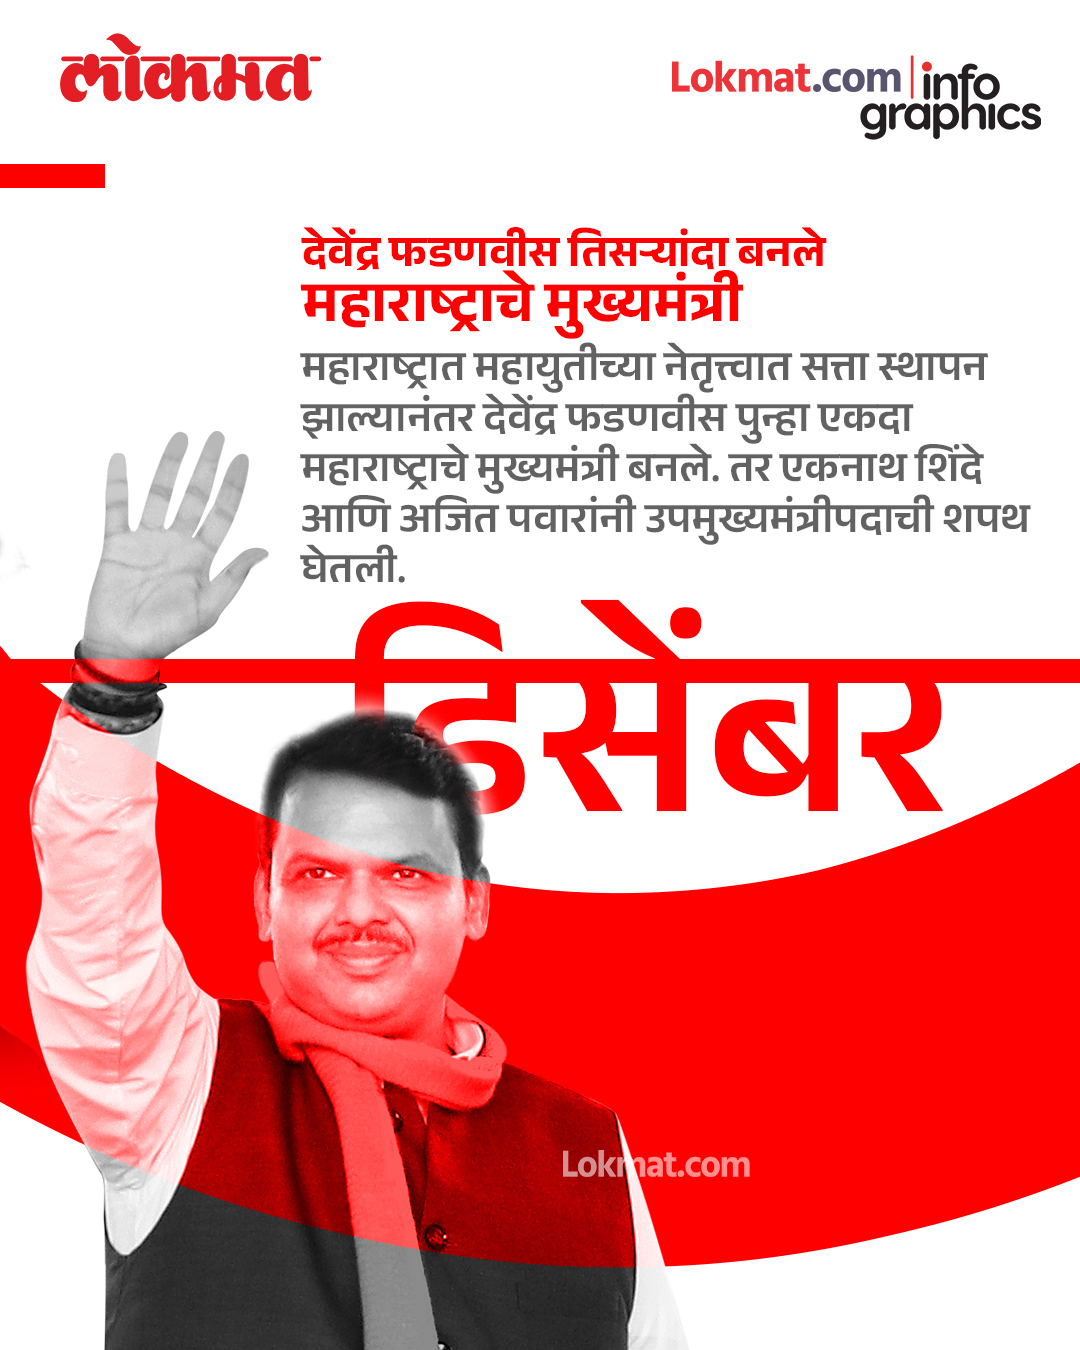 लोकमत
Lokmat.com | info
graphics
देवेंद्र फडणवीस तिसऱ्यांदा बनले
महाराष्ट्राचे मुख्यमंत्री
महाराष्ट्रात महायुतीच्या नेतृत्त्वात सत्ता स्थापन
झाल्यानंतर देवेंद्र फडणवीस पुन्हा एकदा
महाराष्ट्राचे मुख्यमंत्री बनले. तर एकनाथ शिंदे
आणि अजित पवारांनी उपमुख्यमंत्रीपदाची शपथ
घेतली.
डिसेंबर
Lokmat.com